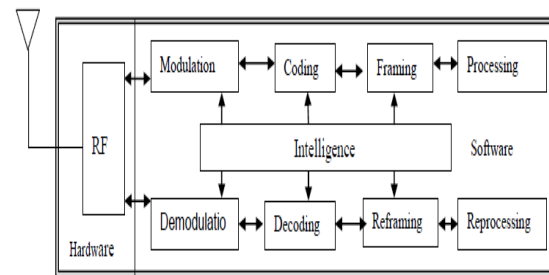 Modulation
Coding
Framing
Processing
RF
Intelligence
Software
Demodulatio
Decoding
Reframing
Reprocessing
Hardware